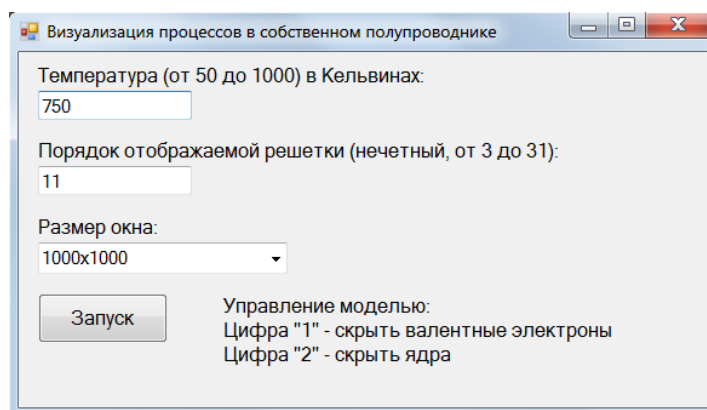 Визуализация процессов в собственном полупроводнике
Температура (от 50 до 1000) в Кельвинах:
750
Порядок отображаемой решетки (нечетный, от 3 до 31):
11
Размер окна:
1000x1000
Запуск
Управление моделью:
Цифра "1" - скрыть валентные электроны
Цифра "2" - скрыть ядра